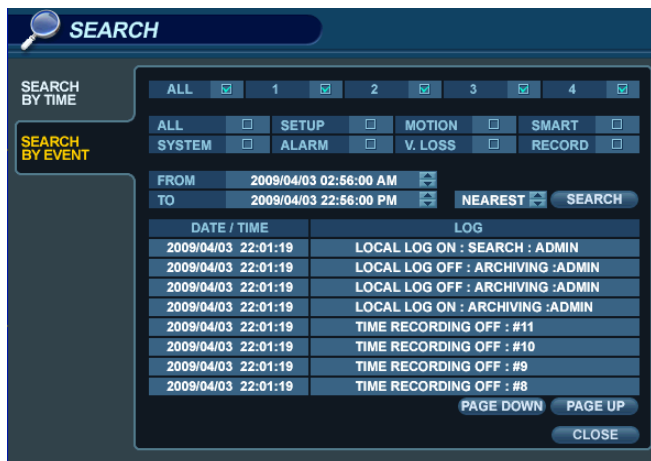 SEARCH
SEARCH
BY TIME
SEARCH
BY EVENT
ALL 1 2 3 4
ALL SETUP MOTION SMART
SYSTEM ALARM V. LOSS RECORD
FROM 2009/04/03 02:56:00 AM
TO 2009/04/03 22:56:00 PM NEAREST SEARCH
DATE / TIME LOG
2009/04/03 22:01:19 LOCAL LOG ON : SEARCH : ADMIN
2009/04/03 22:01:19 LOCAL LOG OFF : ARCHIVING :ADMIN
2009/04/03 22:01:19 LOCAL LOG OFF : ARCHIVING :ADMIN
2009/04/03 22:01:19 LOCAL LOG ON : ARCHIVING :ADMIN
2009/04/03 22:01:19 TIME RECORDING OFF : #11
2009/04/03 22:01:19 TIME RECORDING OFF : #10
2009/04/03 22:01:19 TIME RECORDING OFF : #9
2009/04/03 22:01:19 TIME RECORDING OFF : #8
PAGE DOWN PAGE UP
CLOSE